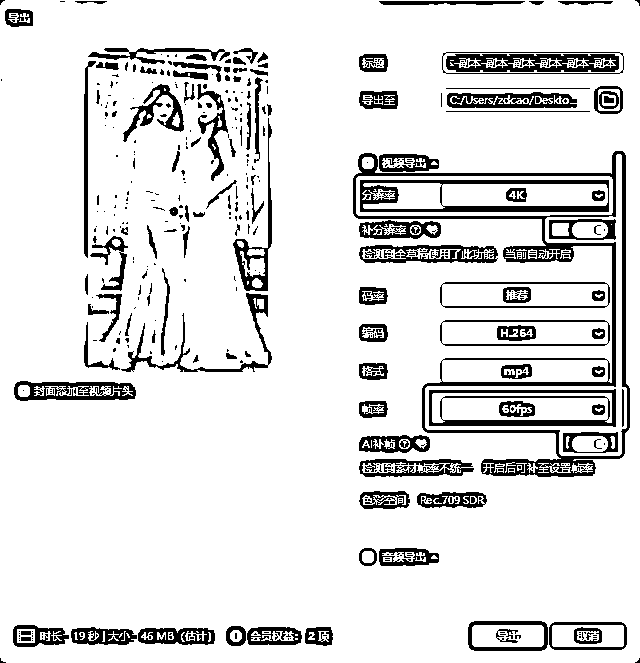 导出
标题 s-副本-副本-副本-副本-副本-副本
导出至 C:/Users/zdcao/Deskto...
视频导出
分辨率 4K
补分辨率
检测到全草稿使用了此功能，当前自动开启
码率 推荐
编码 H.264
格式 mp4
封面添加至视频片头
帧率 60fps
AI补帧
检测到素材帧率不统一，开启后可补至设置帧率
色彩空间: Rec.709 SDR
音频导出
时长: 19 秒 | 大小: 46 MB (估计) 会员权益: 2 项
导出 取消